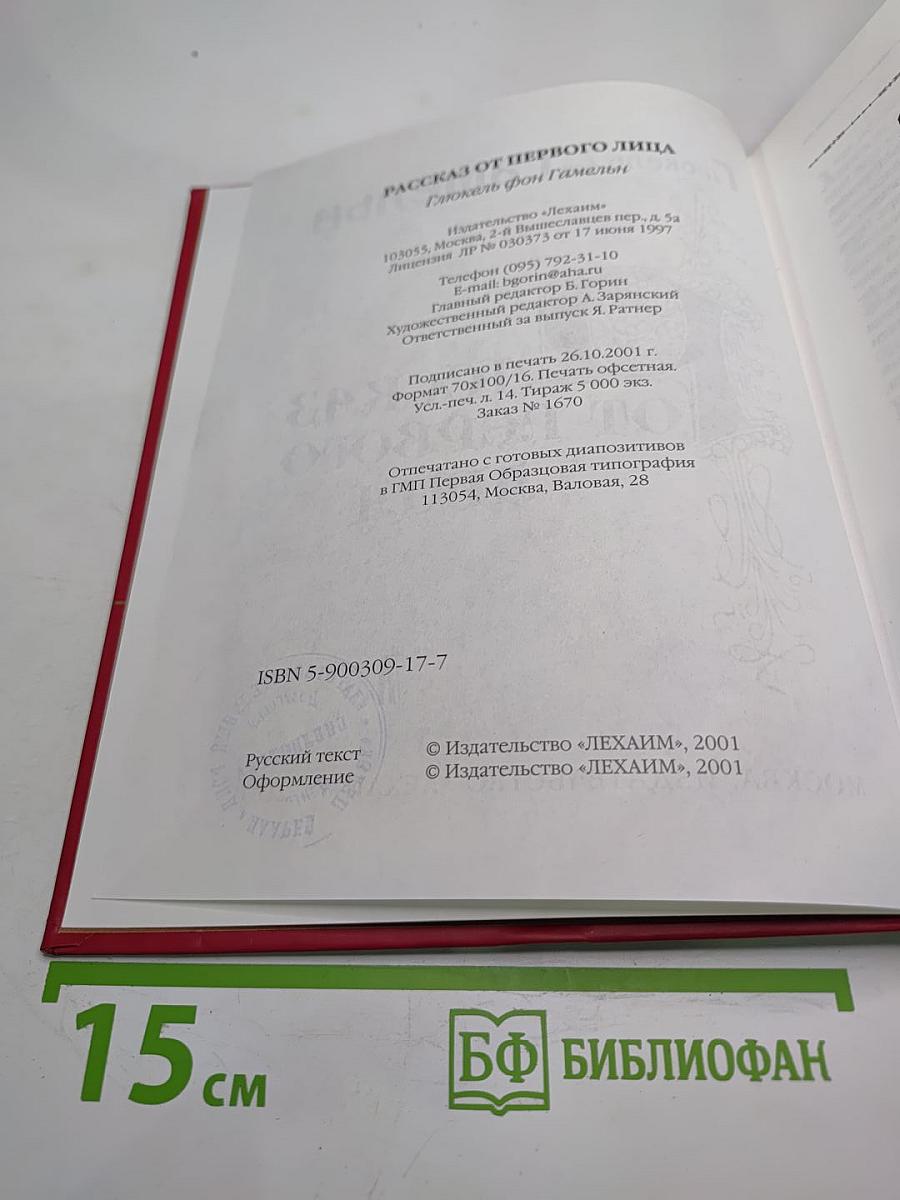 РАССКАЗ ОТ ПЕРВОГО ЛИЦА
Глюкель фон Гамельн
Издательство «Лехаим»
103055, Москва, 2-й Вышеславцев пер., д. 5а
Лицензия ЛР № 030373 от 17 июня 1997
Телефон (095) 792-31-10
E-mail: bgorin@aha.ru
Главный редактор Б. Горин
Художественный редактор А. Зарянский
Ответственный за выпуск Я. Ратнер
Подписано в печать 26.10.2001 г.
Формат 70х100/16. Печать офсетная.
Усл.-печ. л. 14. Тираж 5 000 экз.
Заказ № 1670
Отпечатано с готовых диапозитивов
в ГМП Первая Образцовая типография
113054, Москва, Валовая, 28
ISBN 5-900309-17-7
Русский текст © Издательство «ЛЕХАИМ», 2001
Оформление © Издательство «ЛЕХАИМ», 2001
15 см
БФ БИБЛИОФАН